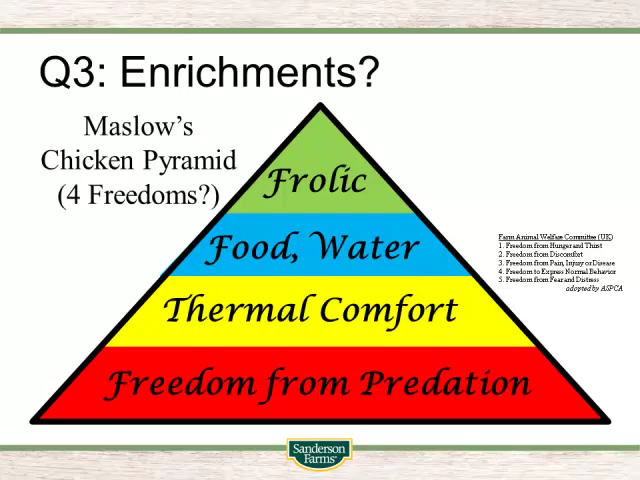 Q3: Enrichments?
Maslow's
Chicken Pyramid
(4 Freedoms?)
Frolic
Food, Water
Thermal Comfort
Freedom from Predation
Farm Animal Welfare Committee (UK)
1. Freedom from Hunger and Thirst
2. Freedom from Discomfort
3. Freedom from Pain, Injury or Disease
4. Freedom to Express Normal Behavior
5. Freedom from Fear and Distress
adopted by ASPCA
Sanderson
Farms